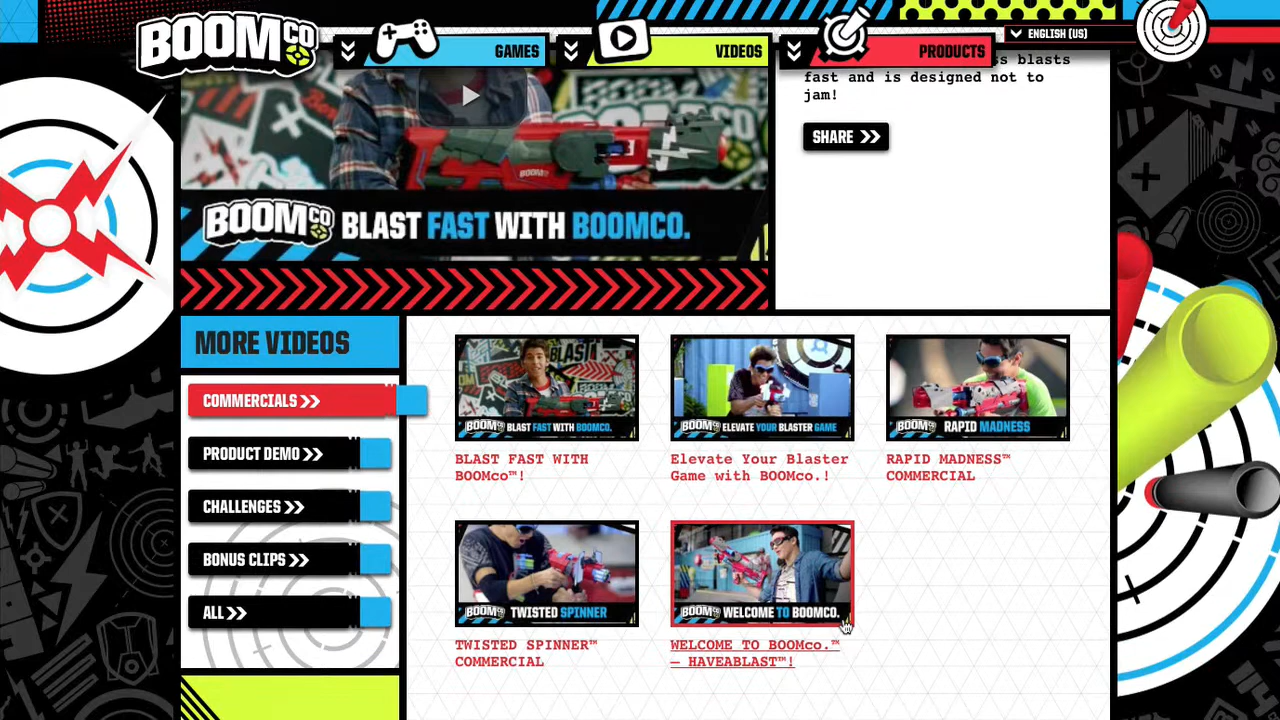 BOOMCO
GAMES
VIDEOS
PRODUCTS
ENGLISH (US)
blasts
fast and is designed not to
jam!
SHARE
BOOMCO
BOOMCO BLAST FAST WITH BOOMCO.
MORE VIDEOS
COMMERCIALS
PRODUCT DEMO
CHALLENGES
BONUS CLIPS
ALL
BLAST
BOOMCO BLAST FAST WITH BOOMCO.
BLAST FAST WITH
BOOMco™!
BOOMCO ELEVATE YOUR BLASTER GAME
Elevate Your Blaster
Game with BOOMco.!
BOOMCO RAPID MADNESS
RAPID MADNESS™
COMMERCIAL
BOOMCO TWISTED SPINNER
TWISTED SPINNER™
COMMERCIAL
BOOMCO WELCOME TO BOOMCO.
WELCOME TO BOOMco.™
— HAVEABLAST™!